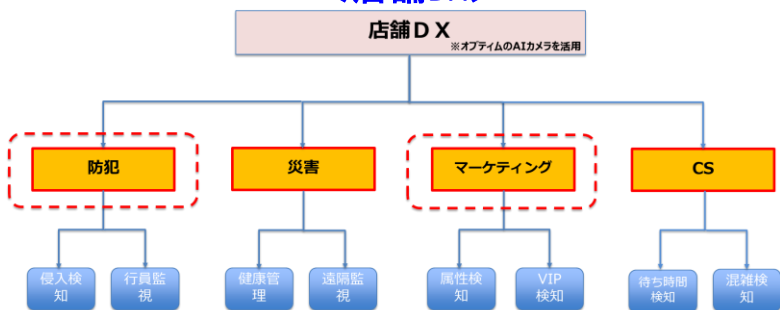 店舗ＤＸ
※オプティムのAIカメラを活用
防犯
災害
マーケティング
CS
侵入検
知
行員監
視
健康管
理
遠隔監
視
属性検
知
VIP
検知
待ち時間
検知
混雑検
知